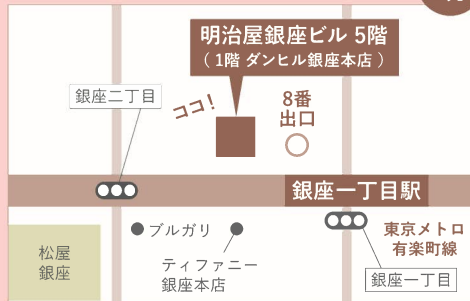 明治屋銀座ビル 5階
( 1階 ダンヒル銀座本店 )
銀座二丁目
ココ!
8番
出口
銀座一丁目駅
ブルガリ
ティファニー
銀座本店
松屋
銀座
東京メトロ
有楽町線
銀座一丁目